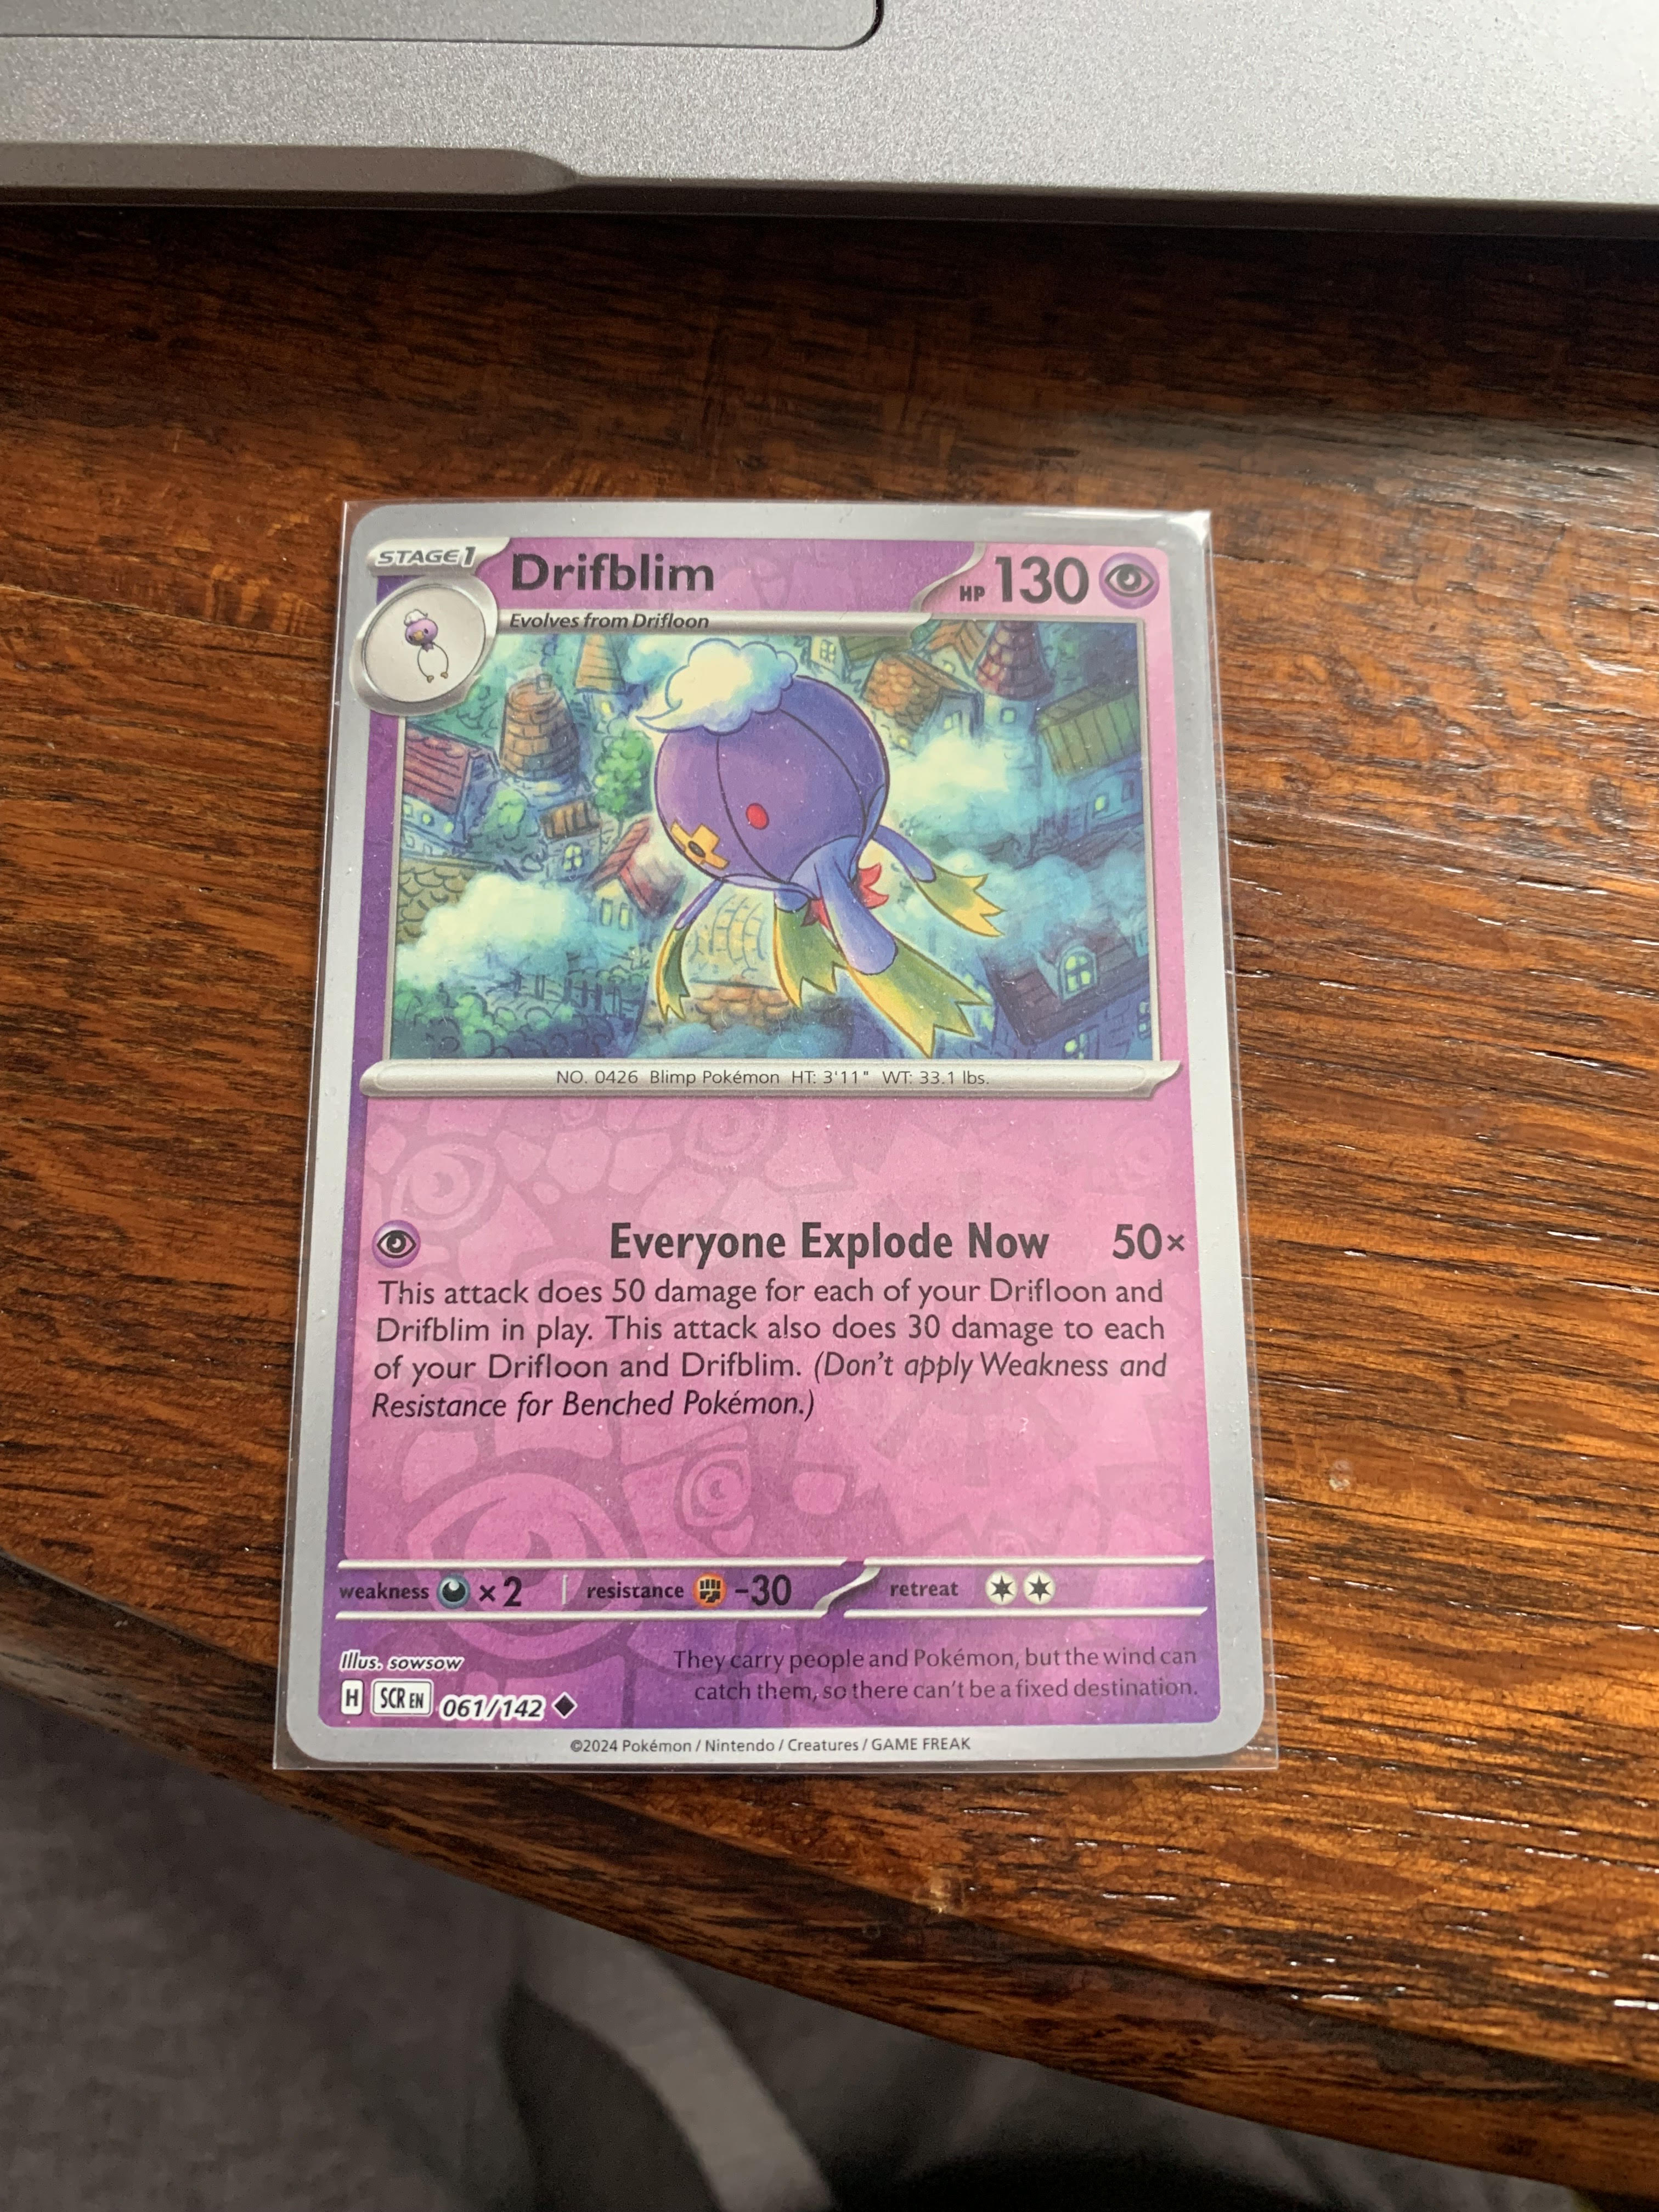 STAGE 1 Drifblim HP 130
Evolves from Drifloon
NO. 0426 Blimp Pokémon HT: 3'11" WT: 33.1 lbs.
Everyone Explode Now 50×
This attack does 50 damage for each of your Drifloon and
Drifblim in play. This attack also does 30 damage to each
of your Drifloon and Drifblim. (Don't apply Weakness and
Resistance for Benched Pokémon.)
weakness ×2 resistance -30 retreat
Illus. sowsow
They carry people and Pokémon, but the wind can
catch them, so there can't be a fixed destination.
H SCR EN 061/142
©2024 Pokémon / Nintendo / Creatures / GAME FREAK